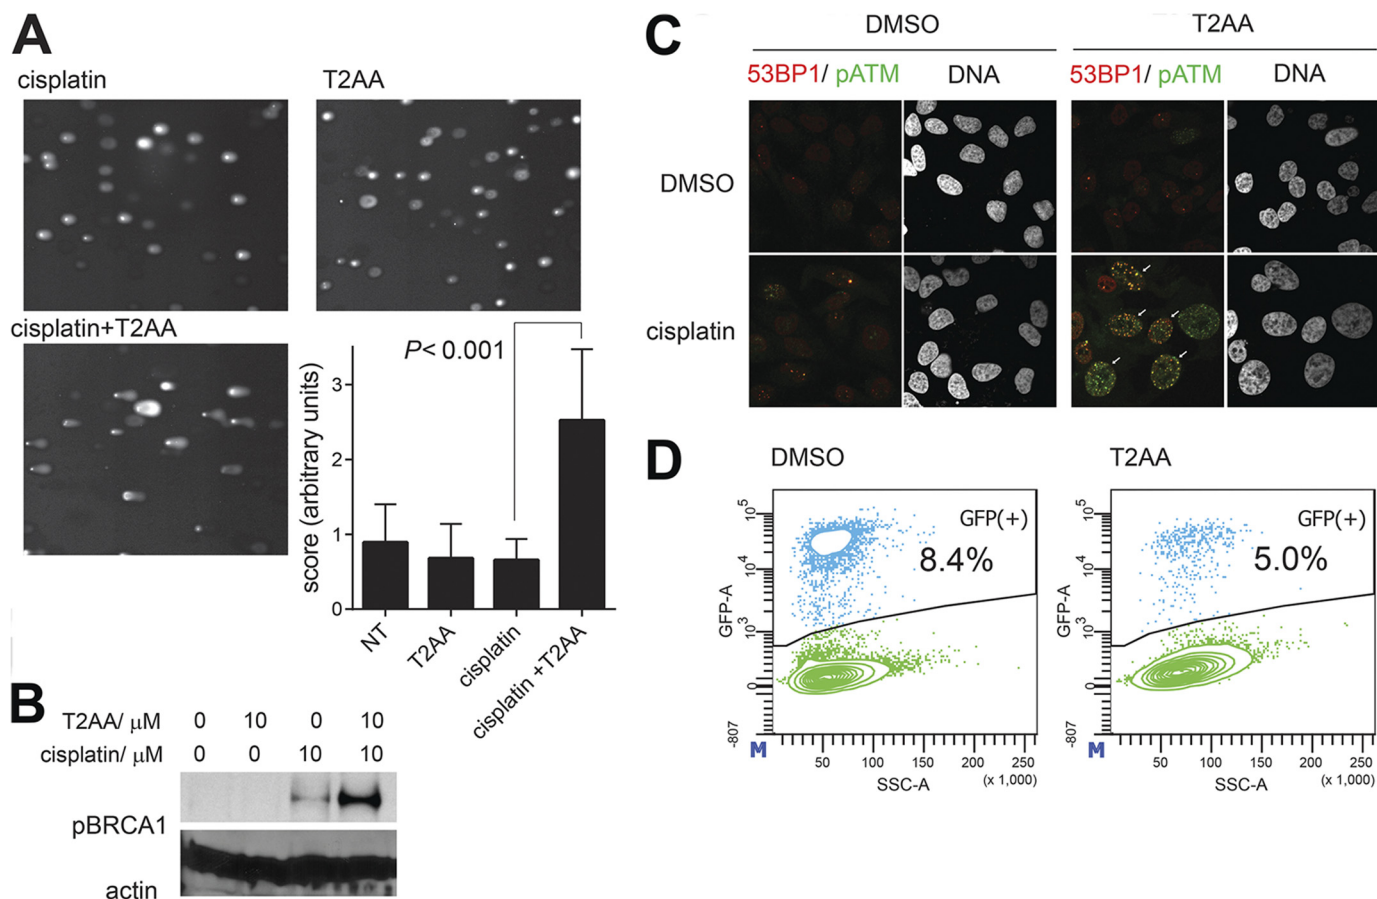 A
cisplatin
T2AA
cisplatin+T2AA
P< 0.001
score (arbitrary units)
3
2
1
0
NT
T2AA
cisplatin
cisplatin +T2AA
B
T2AA/ μM 0 10 0 10
cisplatin/ μM 0 0 10 10
pBRCA1
actin
C
DMSO T2AA
53BP1/ pATM DNA 53BP1/ pATM DNA
DMSO
cisplatin
D
DMSO
GFP(+)
8.4%
GFP-A
10^5
10^4
10^3
0
-807
M
50 100 150 200 250
SSC-A (x 1,000)
T2AA
GFP(+)
5.0%
GFP-A
10^5
10^4
10^3
0
-807
M
50 100 150 200 250
SSC-A (x 1,000)